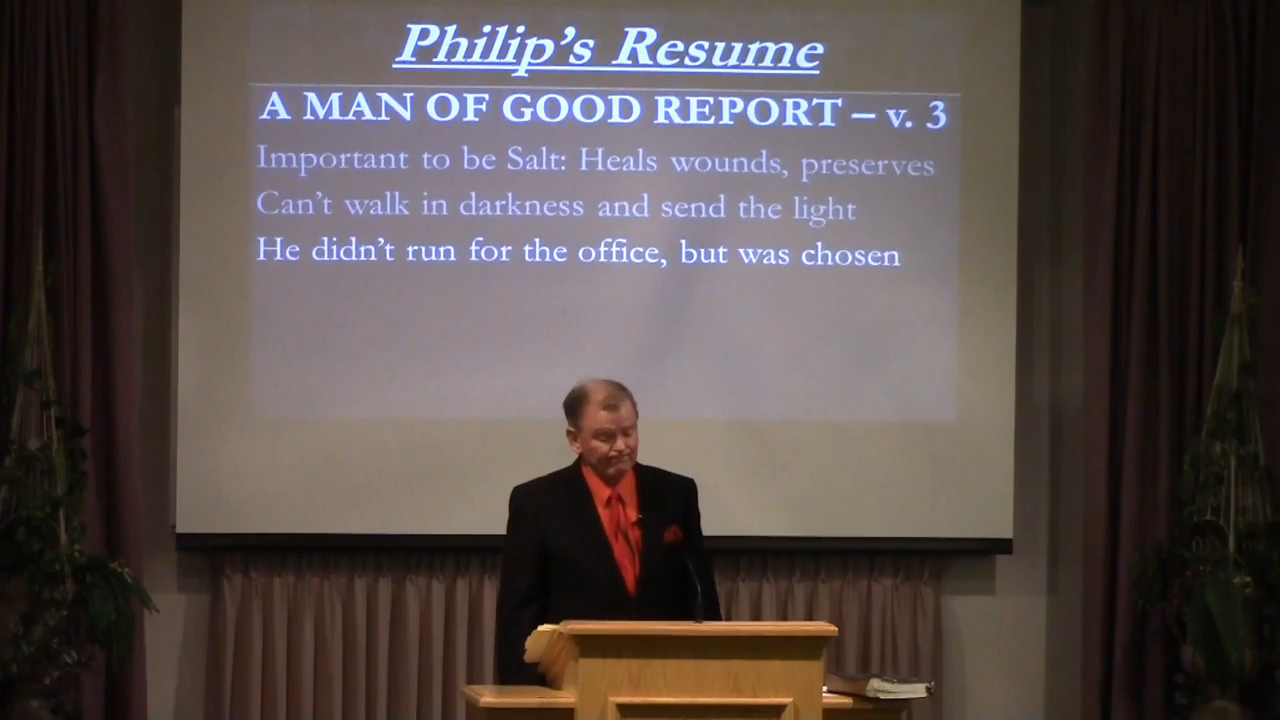 Philip's Resume
A MAN OF GOOD REPORT – v. 3
Important to be Salt: Heals wounds, preserves
Can't walk in darkness and send the light
He didn't run for the office, but was chosen